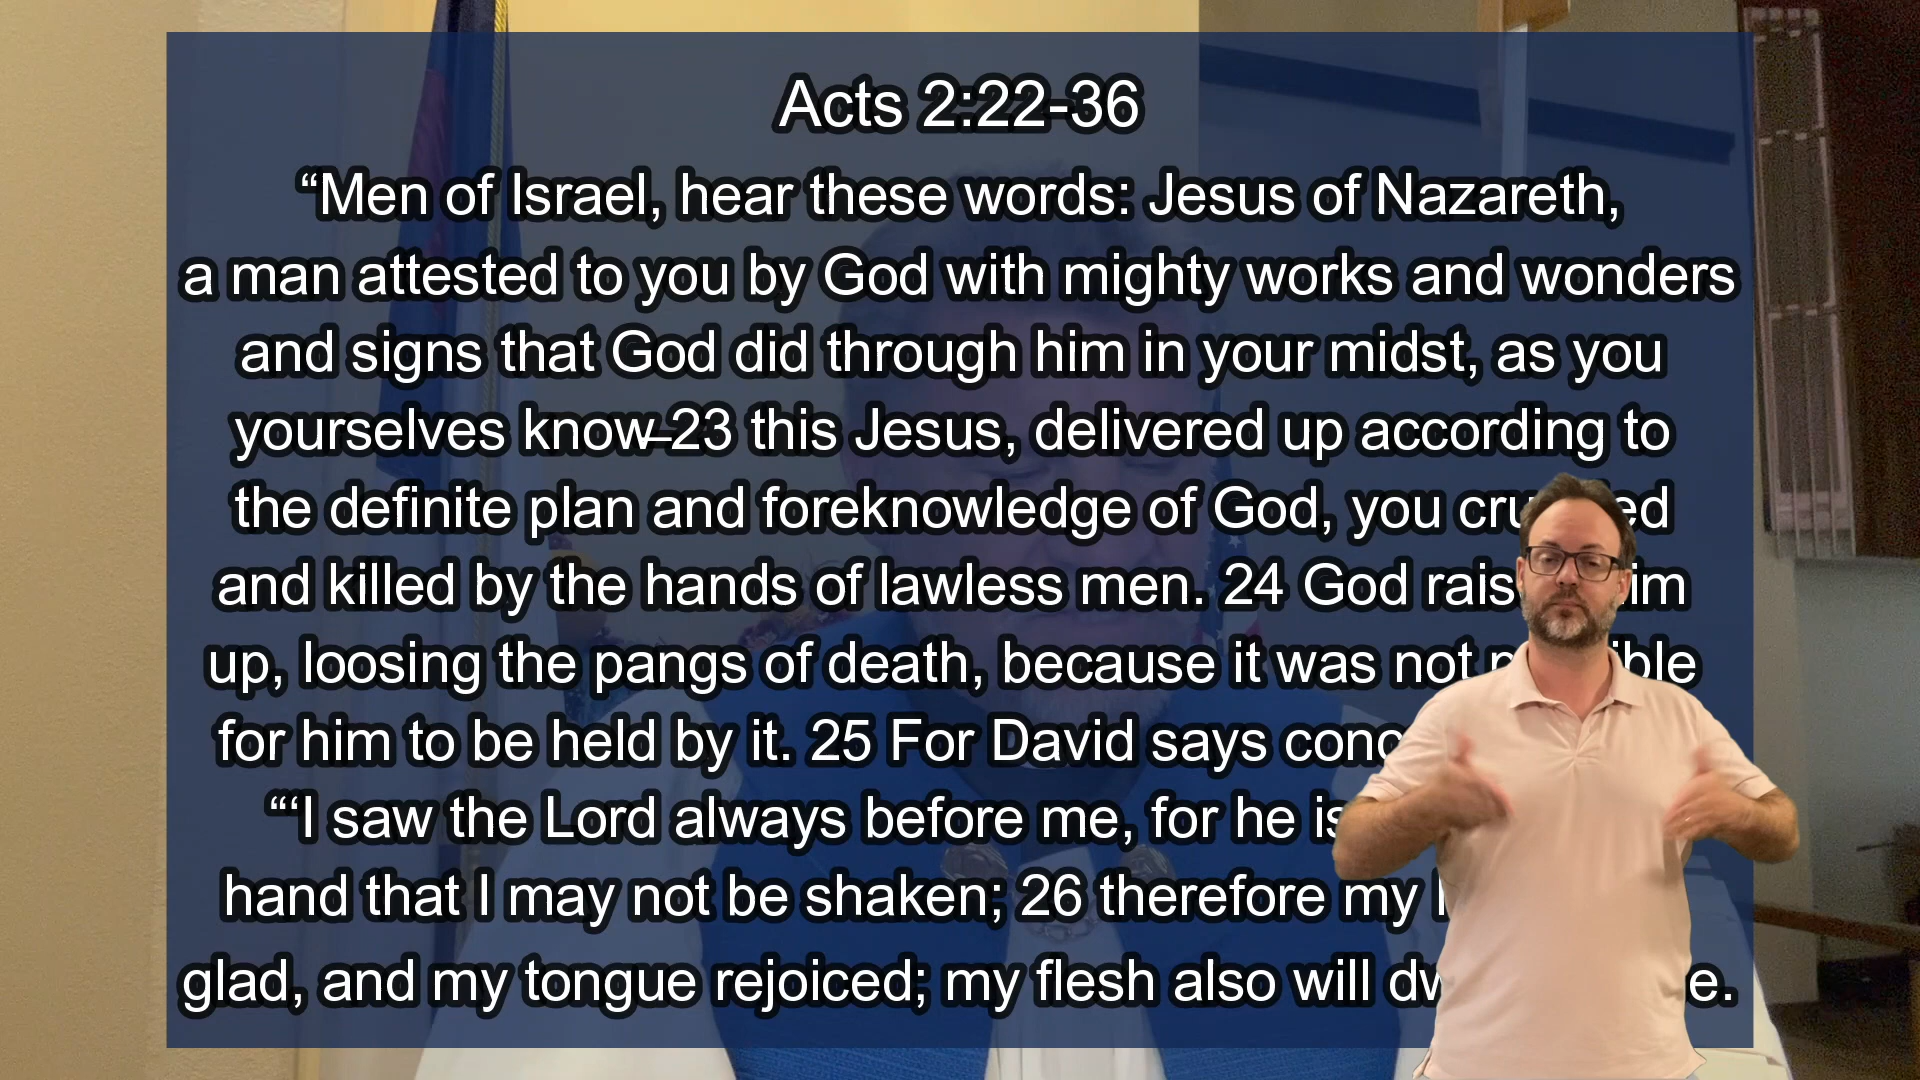 Acts 2:22-36
“Men of Israel, hear these words: Jesus of Nazareth,
a man attested to you by God with mighty works and wonders
and signs that God did through him in your midst, as you
yourselves know—23 this Jesus, delivered up according to
the definite plan and foreknowledge of God, you
and killed by the hands of lawless men. 24 God
up, loosing the pangs of death, because it was not
for him to be held by it. 25 For David says
“‘I saw the Lord always before me, for he
hand that I may not be shaken; 26 therefore my
glad, and my tongue rejoiced; my flesh also will